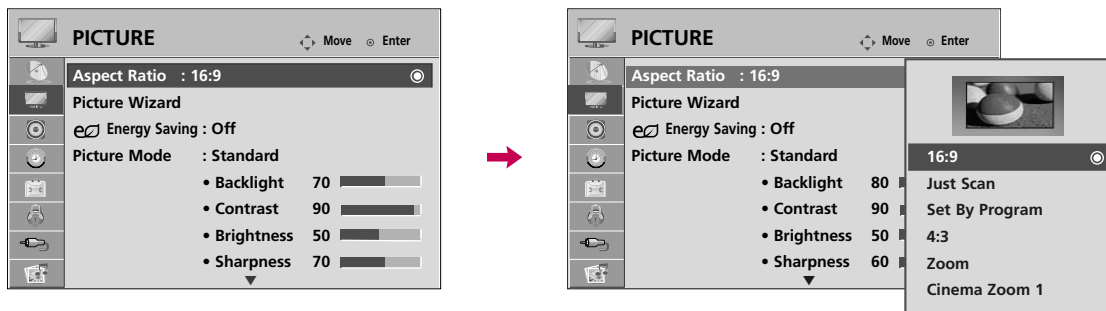 PICTURE
Move Enter
Aspect Ratio : 16:9
Picture Wizard
Energy Saving : Off
Picture Mode : Standard
• Backlight 70
• Contrast 90
• Brightness 50
• Sharpness 70
PICTURE
Move Enter
Aspect Ratio : 16:9
Picture Wizard
Energy Saving : Off
Picture Mode : Standard
• Backlight 80
• Contrast 90
• Brightness 50
• Sharpness 60
16:9
Just Scan
Set By Program
4:3
Zoom
Cinema Zoom 1